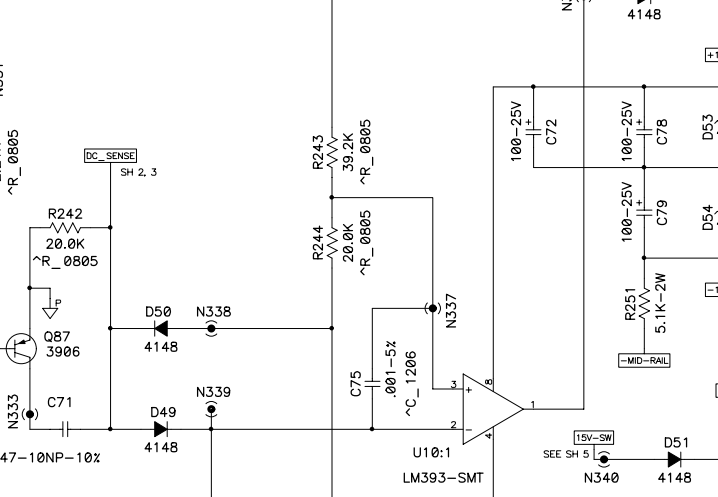 4148
+1
100-25V
+
C72
100-25V
+
C78
D53
R243
39.2K
^R_0805
^R_0805
DC_SENSE
SH 2, 3
R242
20.0K
^R_0805
R244
20.0K
^R_0805
100-25V
+
C79
D54
P
Q87
3906
D50
4148
N338
N337
R251
5.1K-2W
-1
-MID-RAIL
C75
.001-5%
^C_1206
N333
C71
47-10NP-10%
D49
4148
N339
3
+
8
1
2
-
4
U10:1
LM393-SMT
15V-SW
SEE SH 5
N340
D51
4148